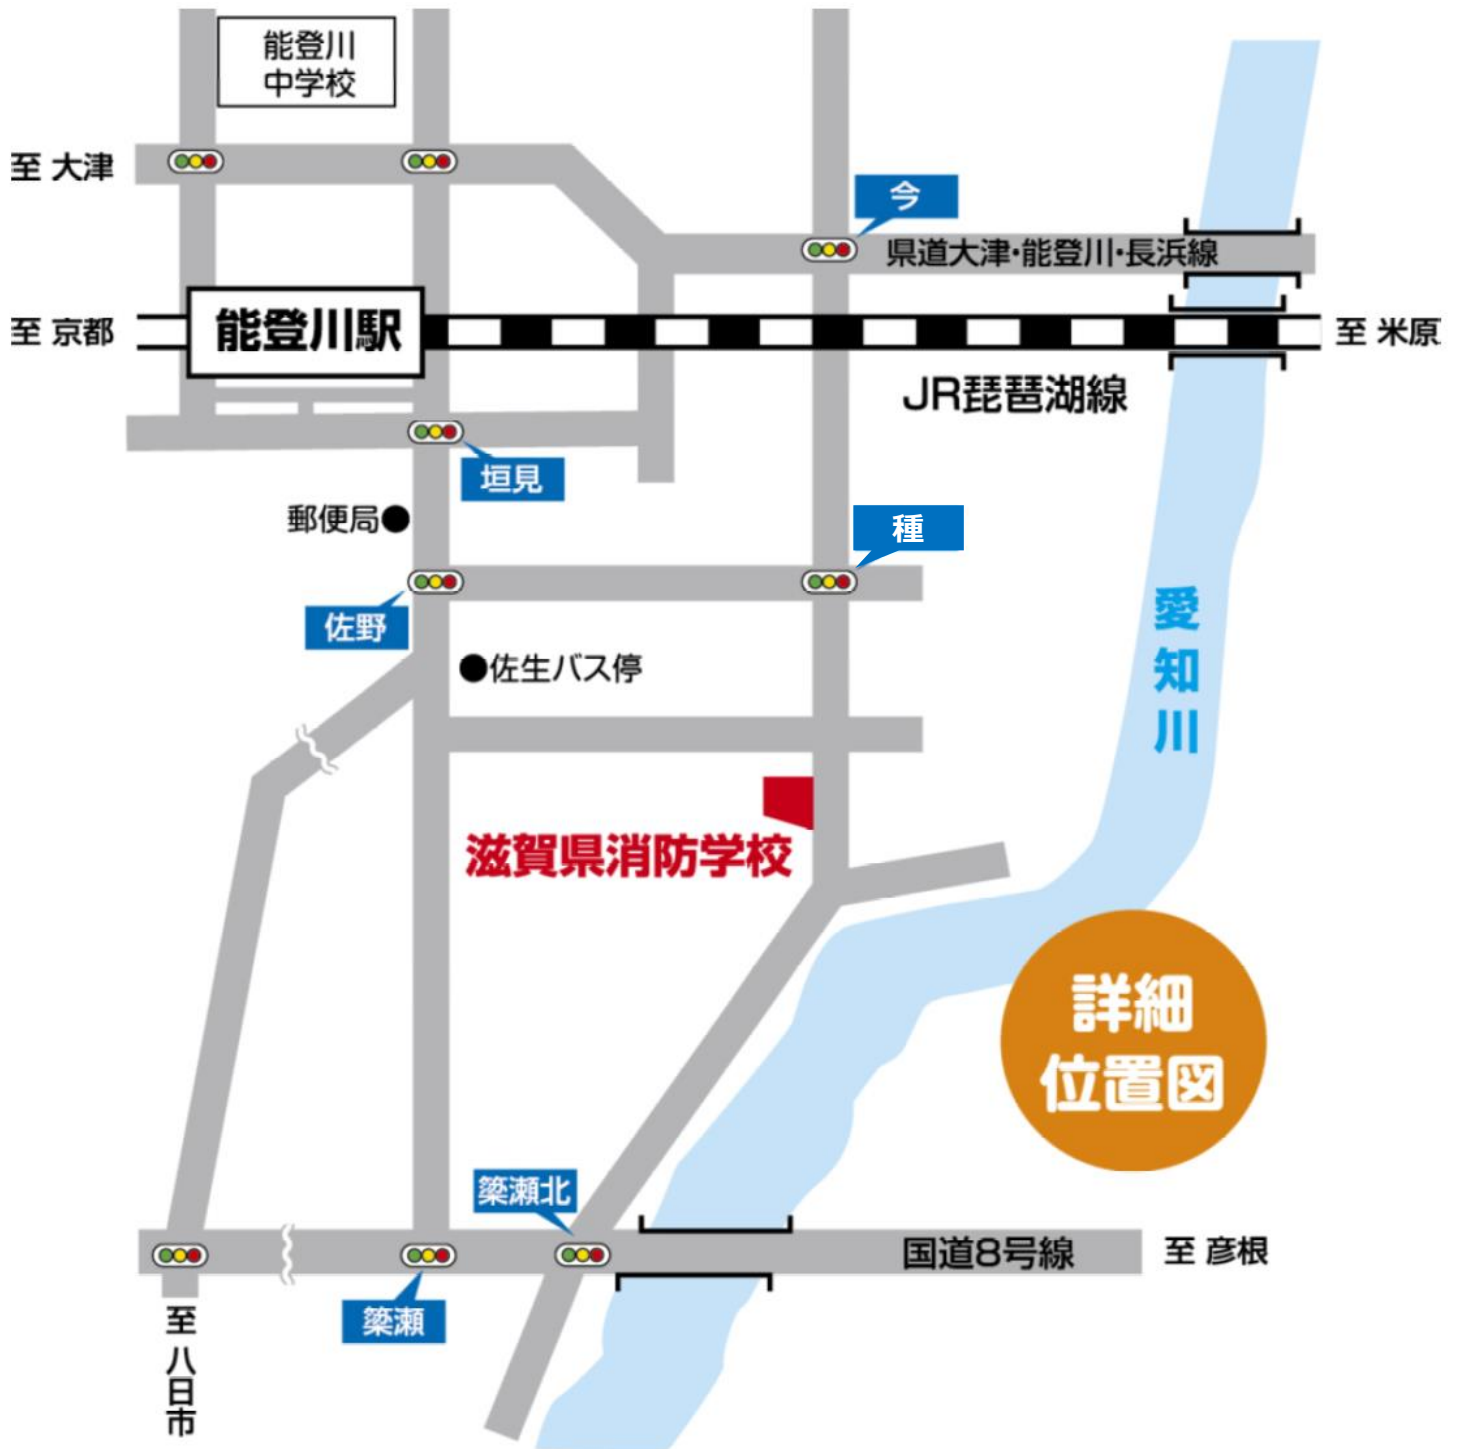 能登川
中学校
至 大津
今
県道大津・能登川・長浜線
至 京都
能登川駅
至 米原
JR琵琶湖線
垣見
郵便局●
種
佐野
愛知川
●佐生バス停
滋賀県消防学校
詳細
位置図
簗瀬北
国道8号線
至 彦根
簗瀬
至 八日市